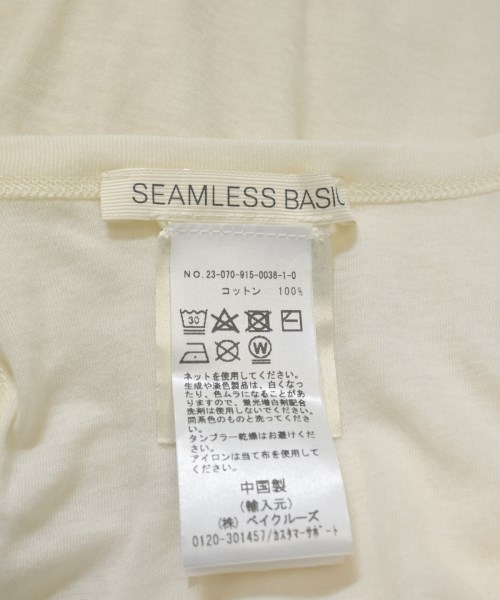 SEAMLESS BASIC
NO.23-070-915-0038-1-0
コットン 100%
30
W
ネットを使用してください。
生成や淡色製品は、白くなっ
たり、色ムラになることがあ
りますので、蛍光増白剤配合
洗剤は使用しないでください。
同系色のものと洗ってください。
タンブラー乾燥はお避けくだ
さい。
アイロンは当て布を使用して
ください。
中国製
(輸入元)
(株) ベイクルーズ
0120-301457/カスタマーサポート